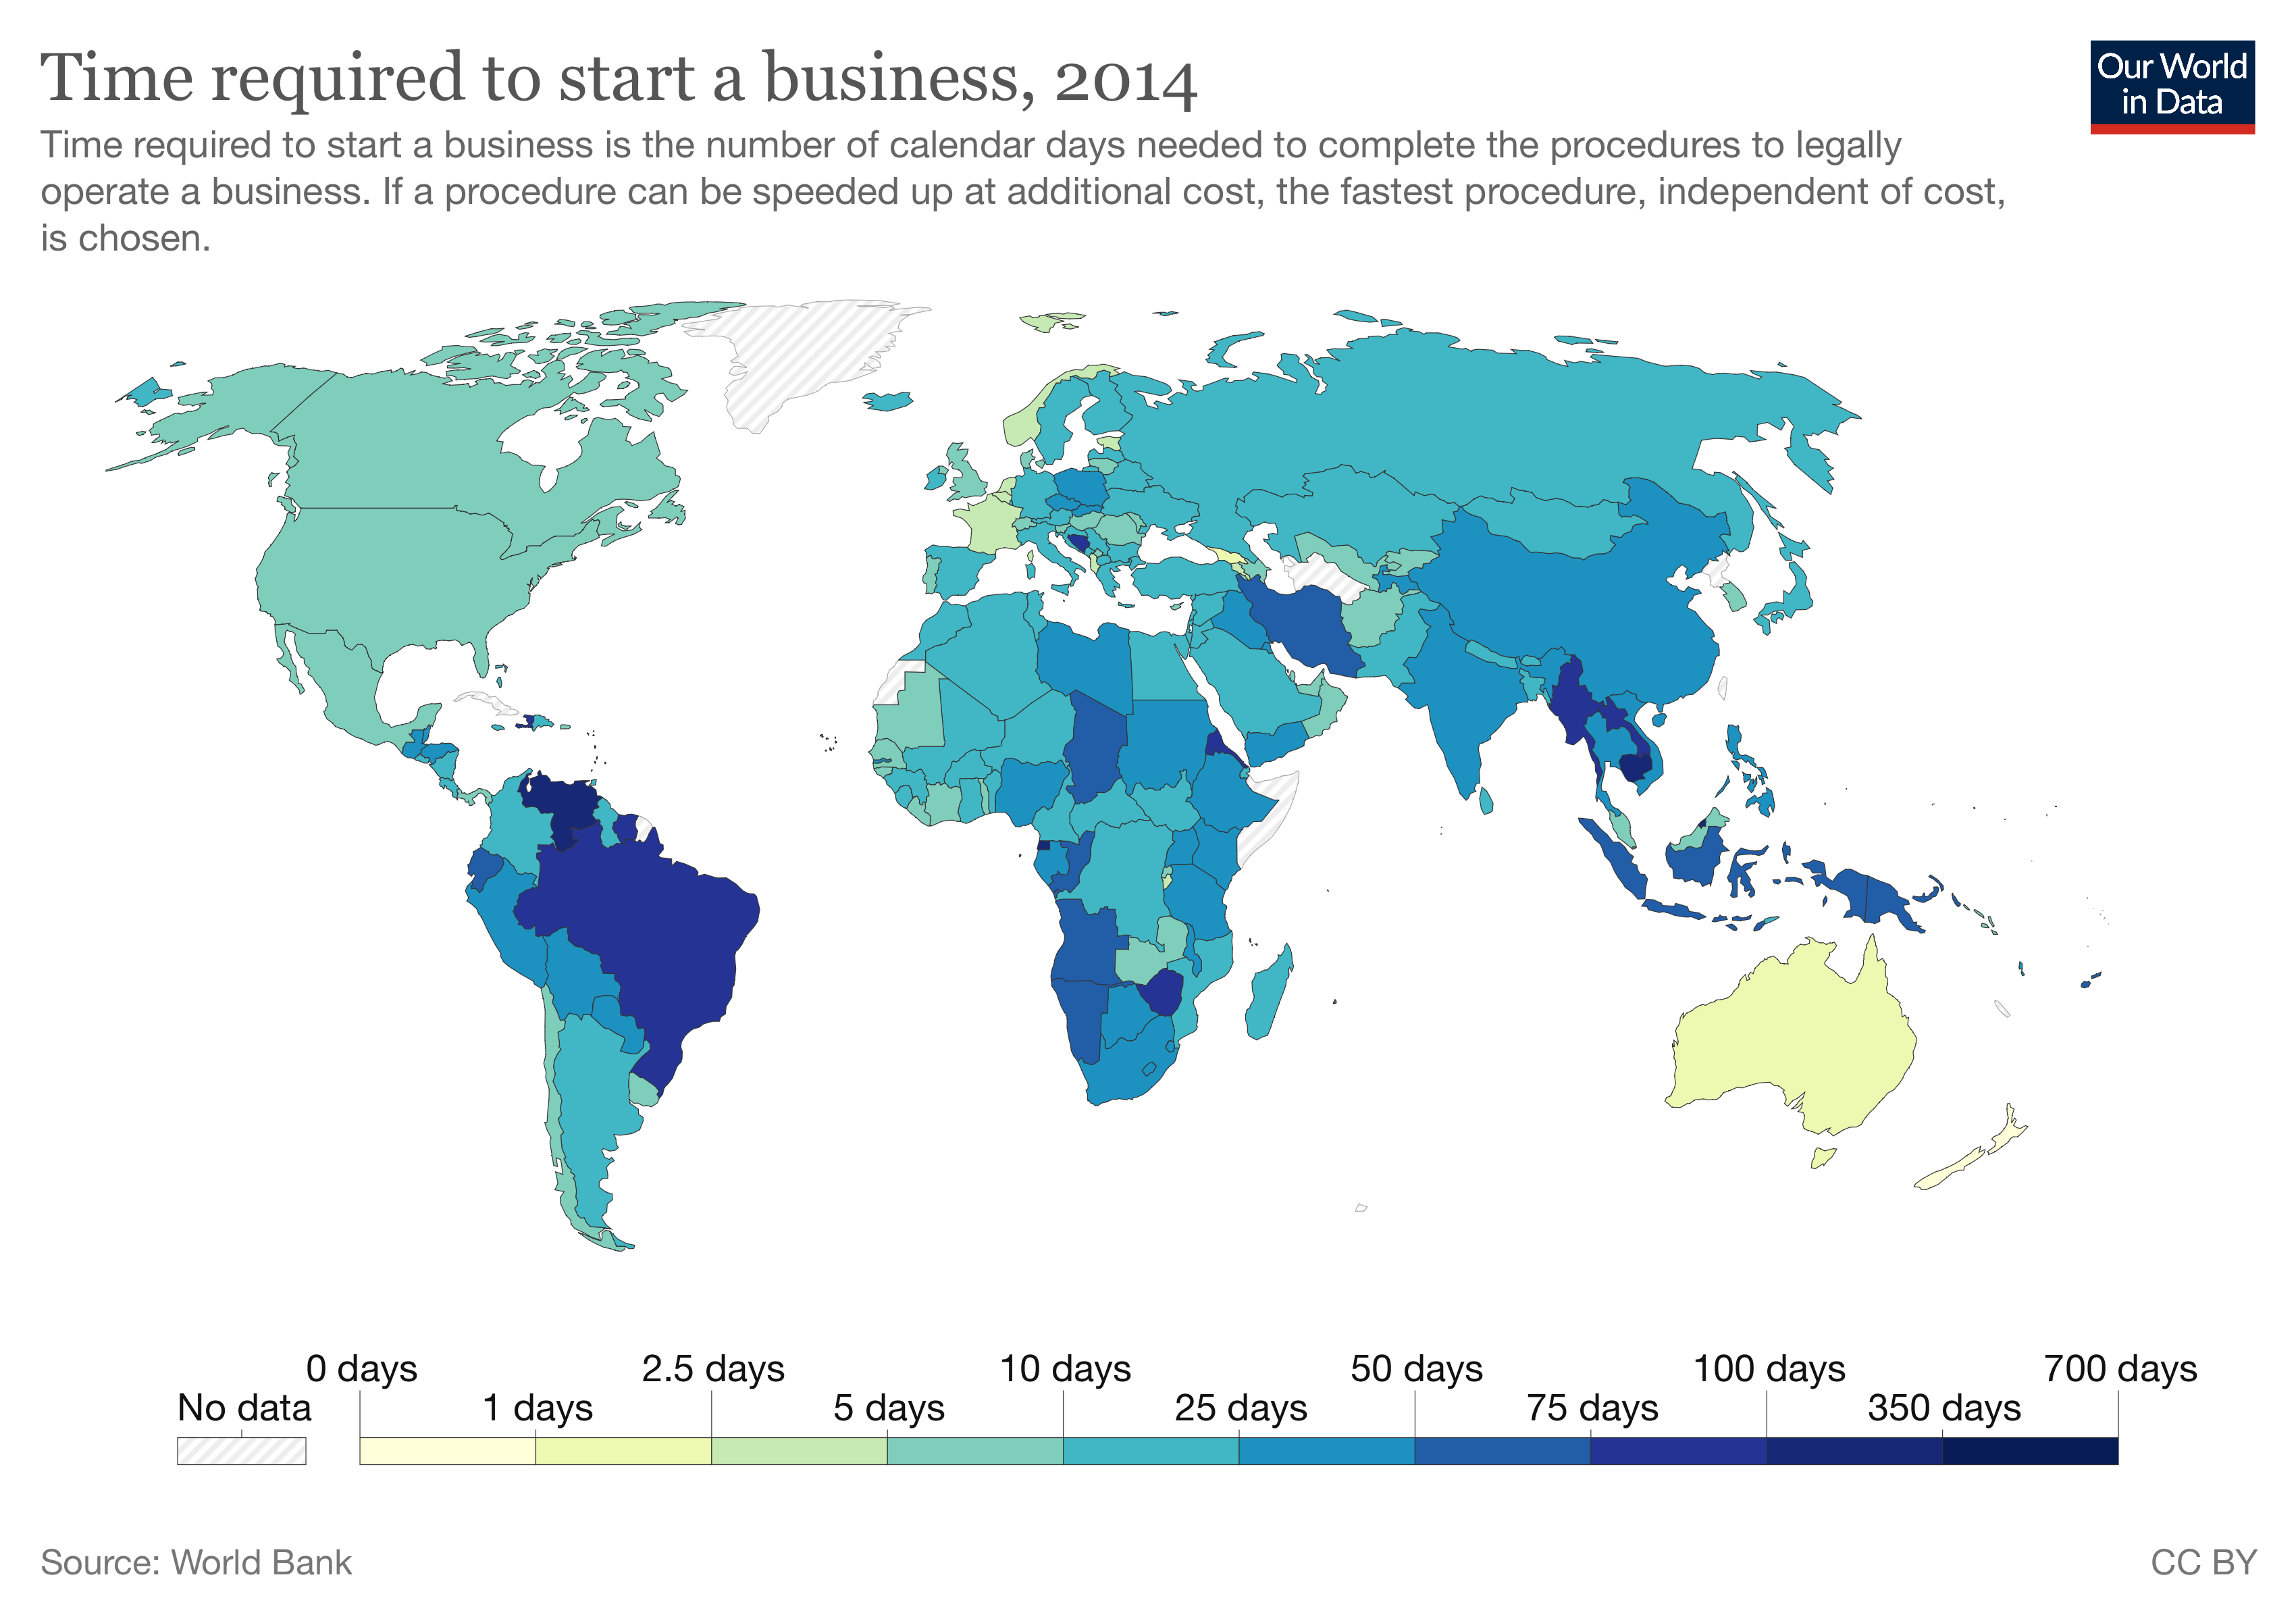 Time required to start a business, 2014
Our World
in Data
Time required to start a business is the number of calendar days needed to complete the procedures to legally
operate a business. If a procedure can be speeded up at additional cost, the fastest procedure, independent of cost,
is chosen.
0 days 2.5 days 10 days 50 days 100 days 700 days
No data 1 days 5 days 25 days 75 days 350 days
Source: World Bank
CC BY